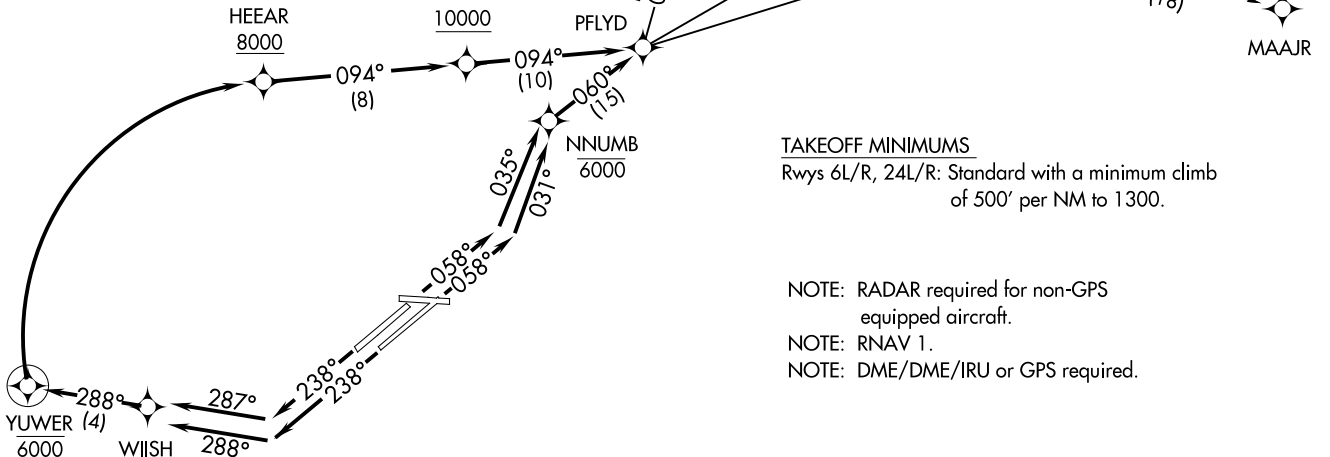 178)
MAAJR
HEEAR
8000
10000
PFLYD
094°
(8)
094°
(10)
060°
(15)
NNUMB
6000
035°
031°
058°
058°
238°
238°
287°
288°
288°
(4)
YUWER
6000
WIISH
TAKEOFF MINIMUMS
Rwys 6L/R, 24L/R: Standard with a minimum climb
of 500' per NM to 1300.
NOTE: RADAR required for non-GPS
equipped aircraft.
NOTE: RNAV 1.
NOTE: DME/DME/IRU or GPS required.